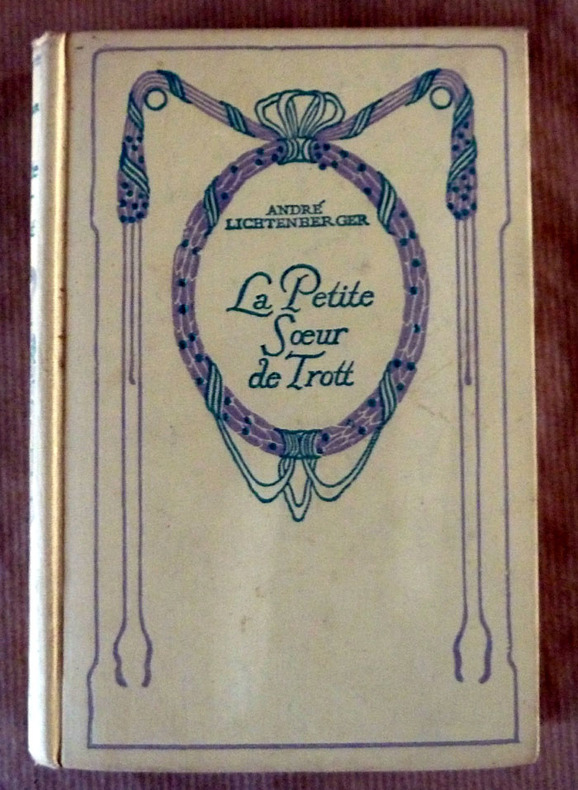 ANDRÉ
LICHTENBERGER
La Petite
Sœur
de Trott